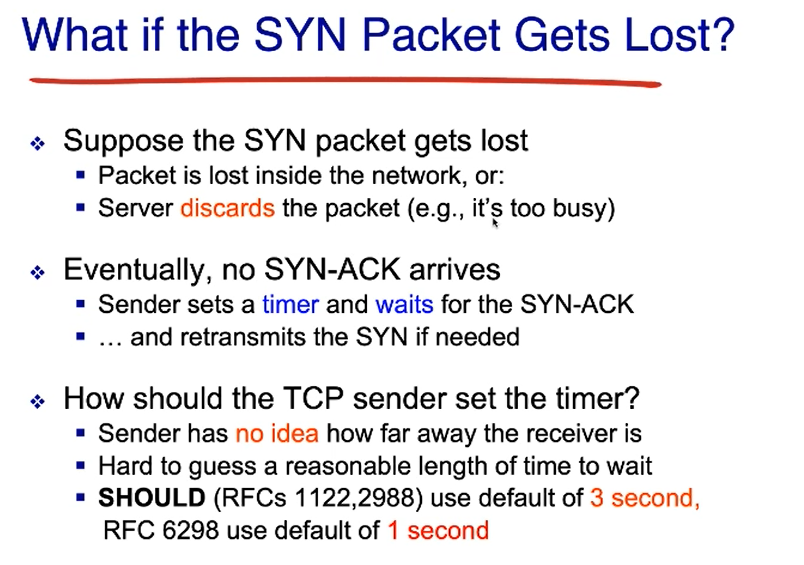 What if the SYN Packet Gets Lost?
Suppose the SYN packet gets lost
Packet is lost inside the network, or:
Server discards the packet (e.g., it's too busy)
Eventually, no SYN-ACK arrives
Sender sets a timer and waits for the SYN-ACK
… and retransmits the SYN if needed
How should the TCP sender set the timer?
Sender has no idea how far away the receiver is
Hard to guess a reasonable length of time to wait
SHOULD (RFCs 1122,2988) use default of 3 second,
RFC 6298 use default of 1 second